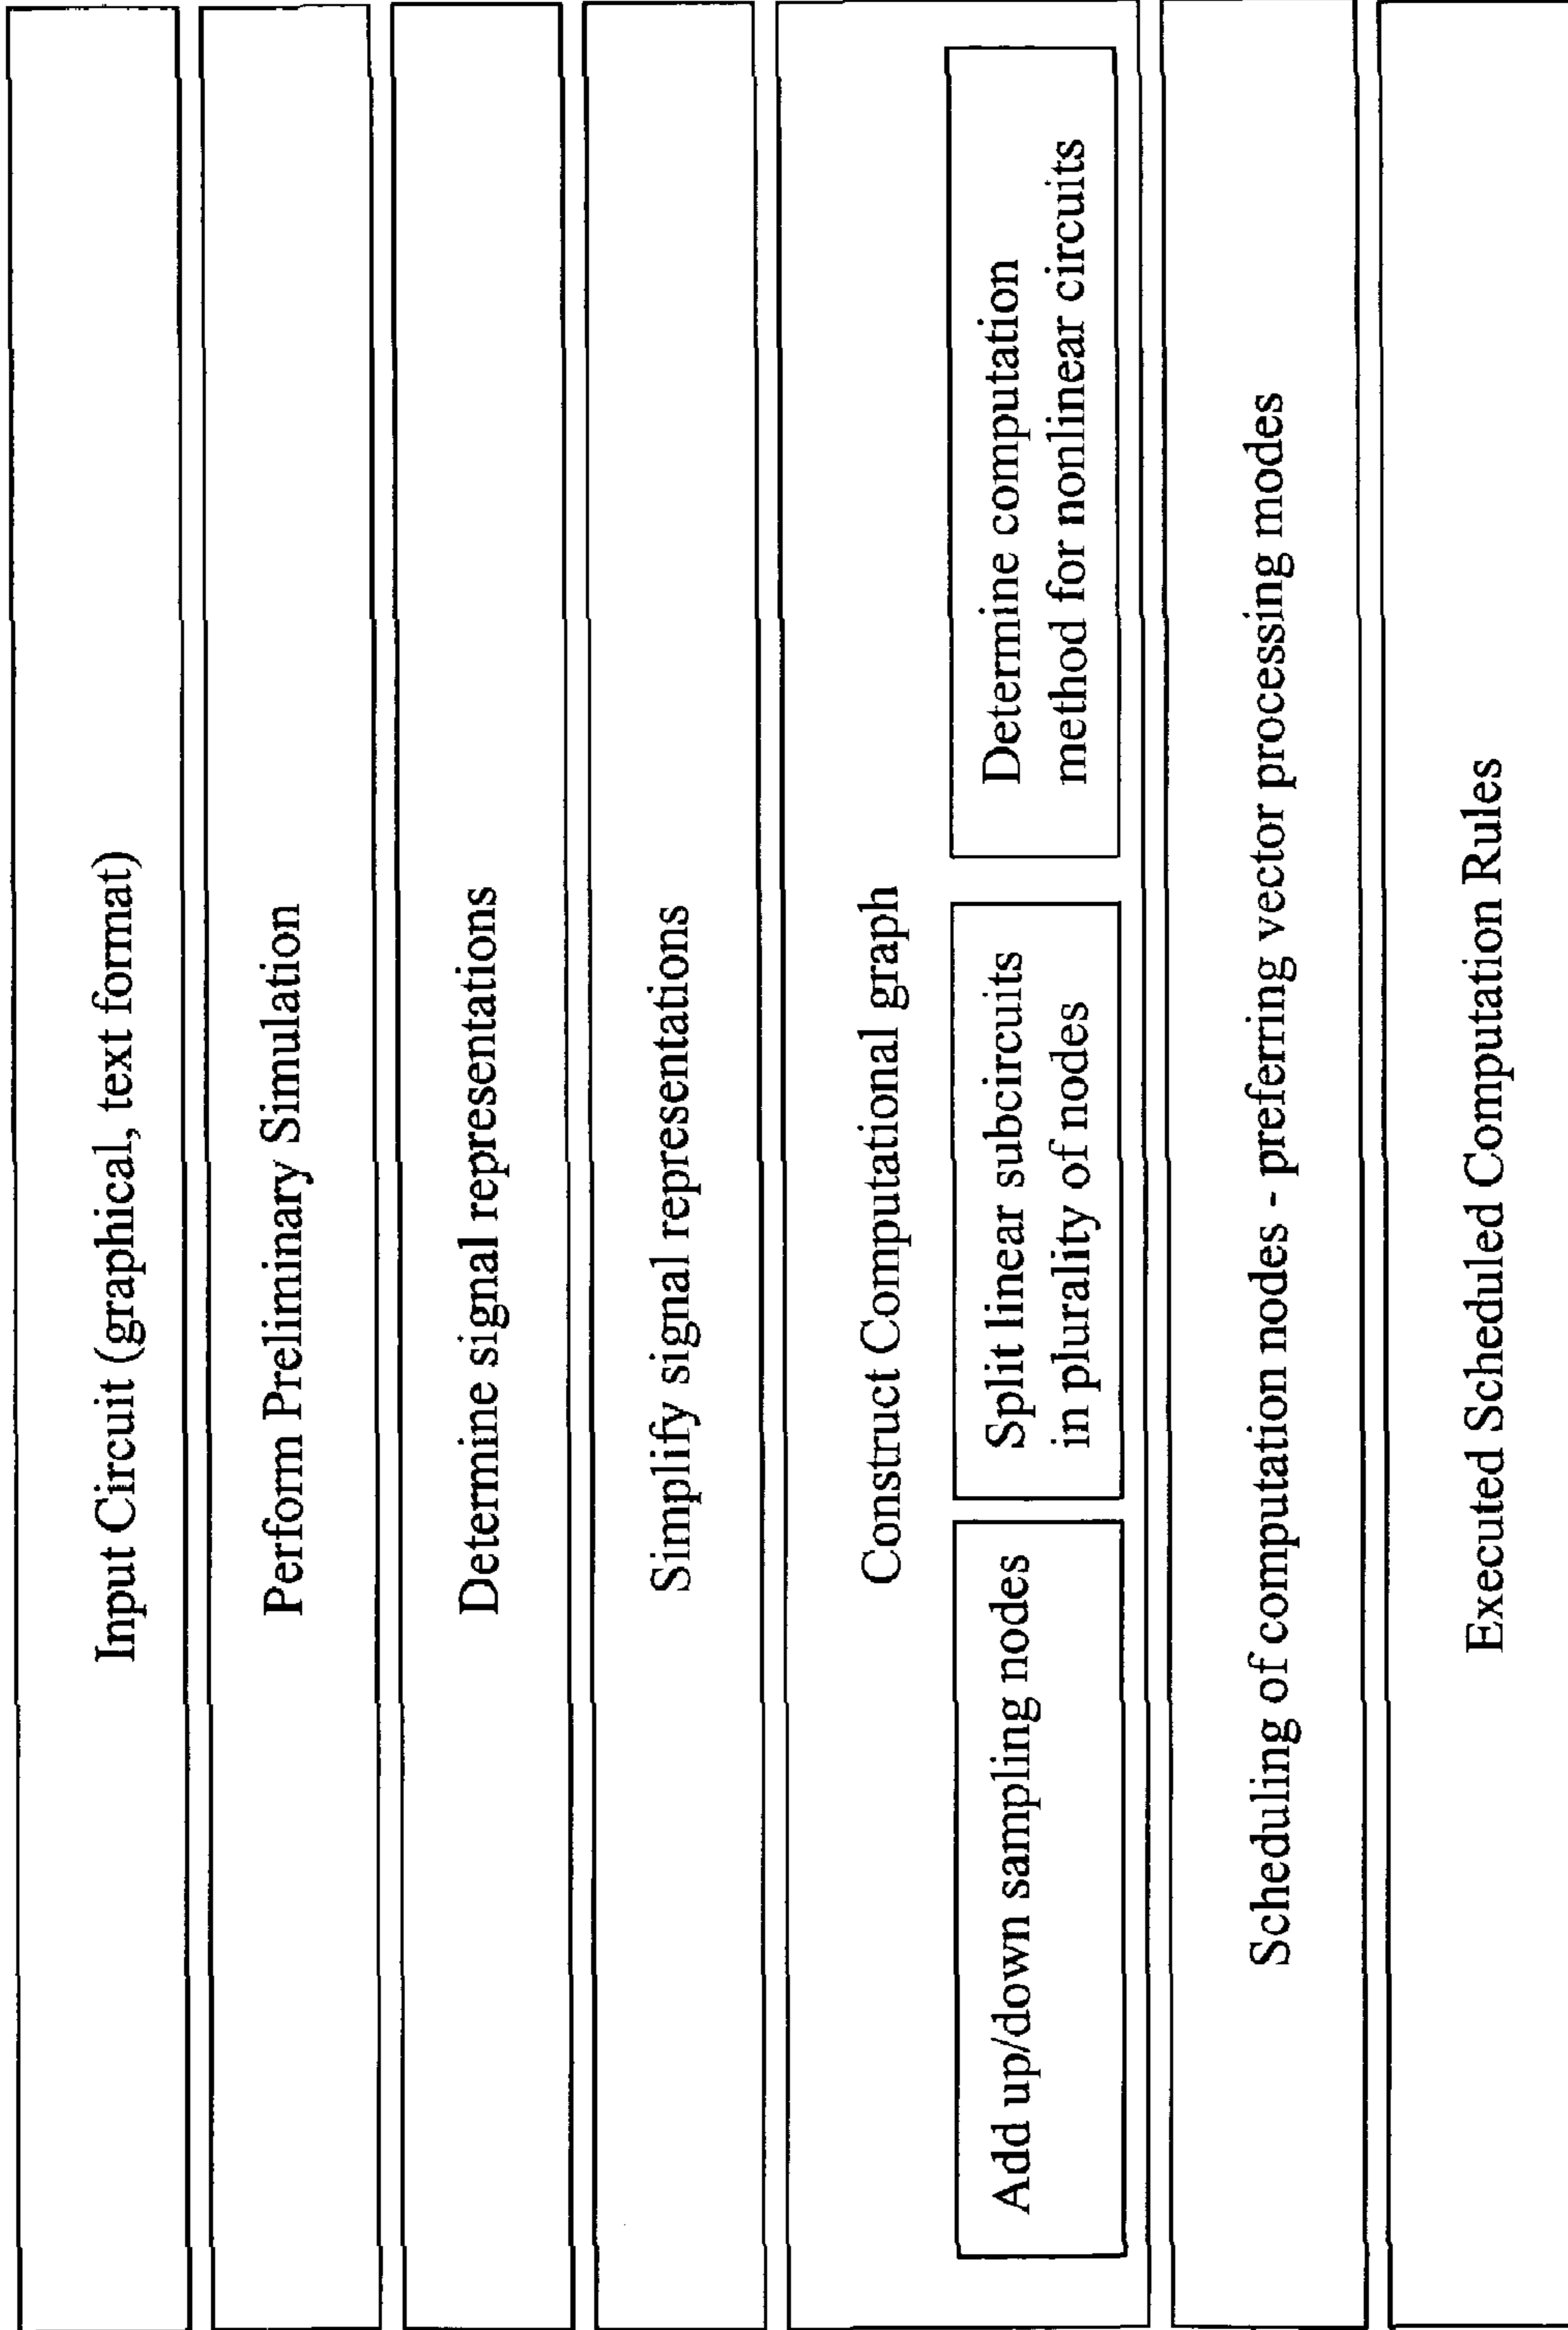 Input Circuit (graphical, text format)
Perform Preliminary Simulation
Determine signal representations
Simplify signal representations
Construct Computational graph
Add up/down sampling nodes
Split linear subcircuits
in plurality of nodes
Determine computation
method for nonlinear circuits
Scheduling of computation nodes - preferring vector processing modes
Executed Scheduled Computation Rules